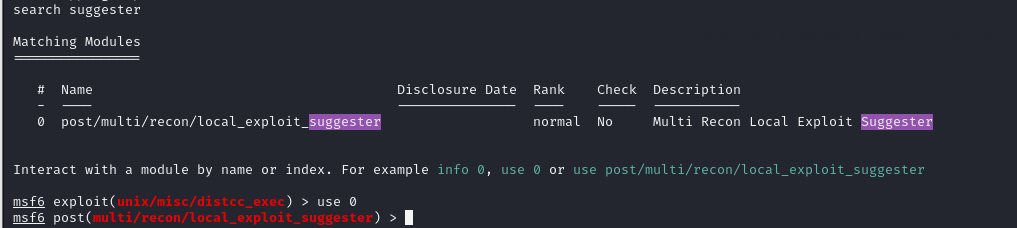 search suggester
Matching Modules
================
#  Name                                      Disclosure Date  Rank    Check  Description
-  ----                                      ---------------  ----    -----  -----------
0  post/multi/recon/local_exploit_suggester                   normal  No     Multi Recon Local Exploit Suggester
Interact with a module by name or index. For example info 0, use 0 or use post/multi/recon/local_exploit_suggester
msf6 exploit(unix/misc/distcc_exec) > use 0
msf6 post(multi/recon/local_exploit_suggester) >